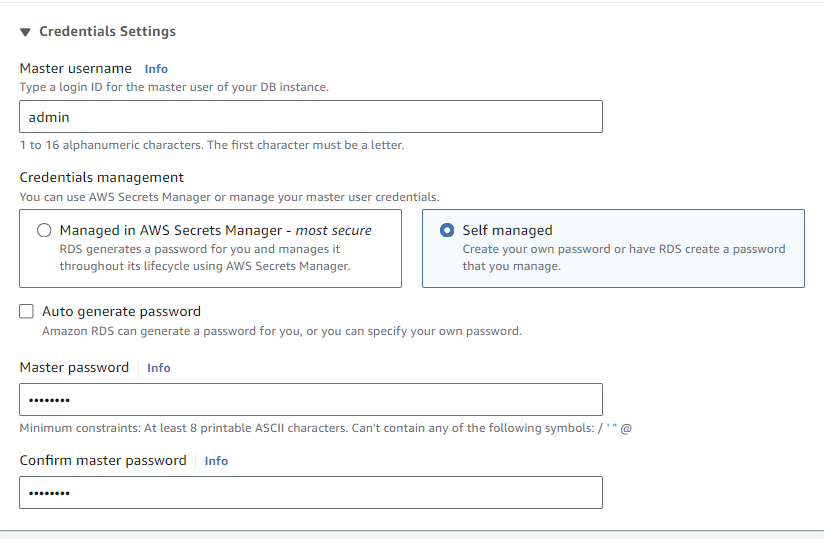 Credentials Settings
Master username Info
Type a login ID for the master user of your DB instance.
admin
1 to 16 alphanumeric characters. The first character must be a letter.
Credentials management
You can use AWS Secrets Manager or manage your master user credentials.
Managed in AWS Secrets Manager - most secure
RDS generates a password for you and manages it
throughout its lifecycle using AWS Secrets Manager.
Self managed
Create your own password or have RDS create a password
that you manage.
Auto generate password
Amazon RDS can generate a password for you, or you can specify your own password.
Master password Info
••••••••
Minimum constraints: At least 8 printable ASCII characters. Can't contain any of the following symbols: / ' " @
Confirm master password Info
••••••••